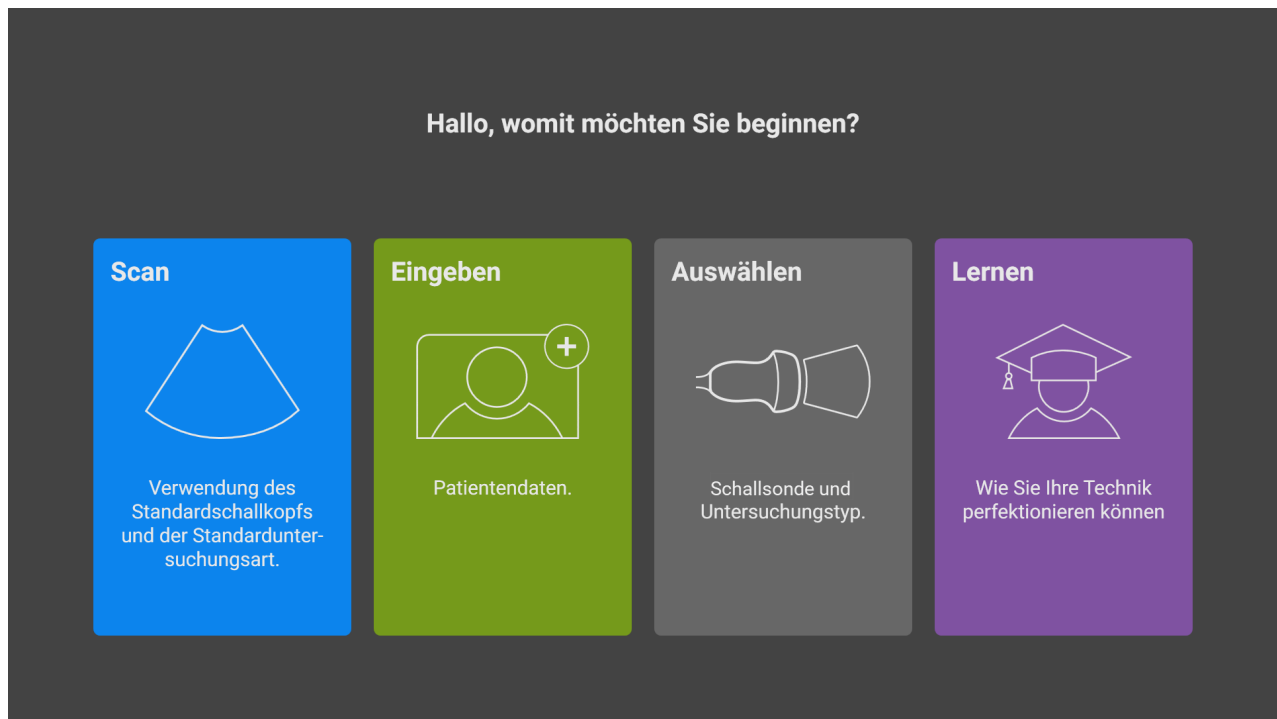 Hallo, womit möchten Sie beginnen?
Scan
Verwendung des
Standardschallkopfs
und der Standardunter-
suchungsart.
Eingeben
Patientendaten.
Auswählen
Schallsonde und
Untersuchungstyp.
Lernen
Wie Sie Ihre Technik
perfektionieren können